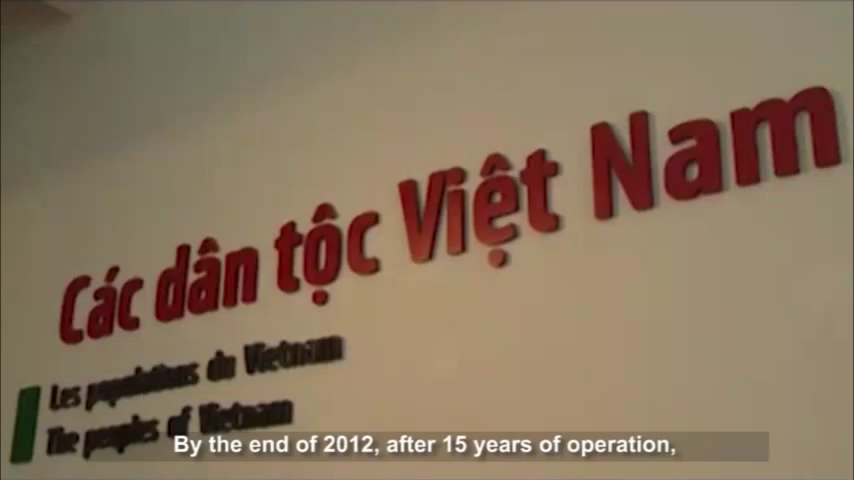 Các dân tộc Việt Nam
Les populations du Vietnam
The peoples of Vietnam
By the end of 2012, after 15 years of operation,